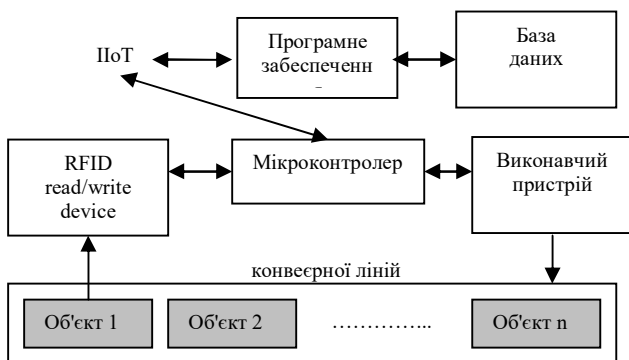 IIoT
Програмне
забеспеченн
База
даних
RFID
read/write
device
Мікроконтролер
Виконавчий
пристрій
конвеєрної ліній
Об'єкт 1
Об'єкт 2
…………..
Об'єкт n